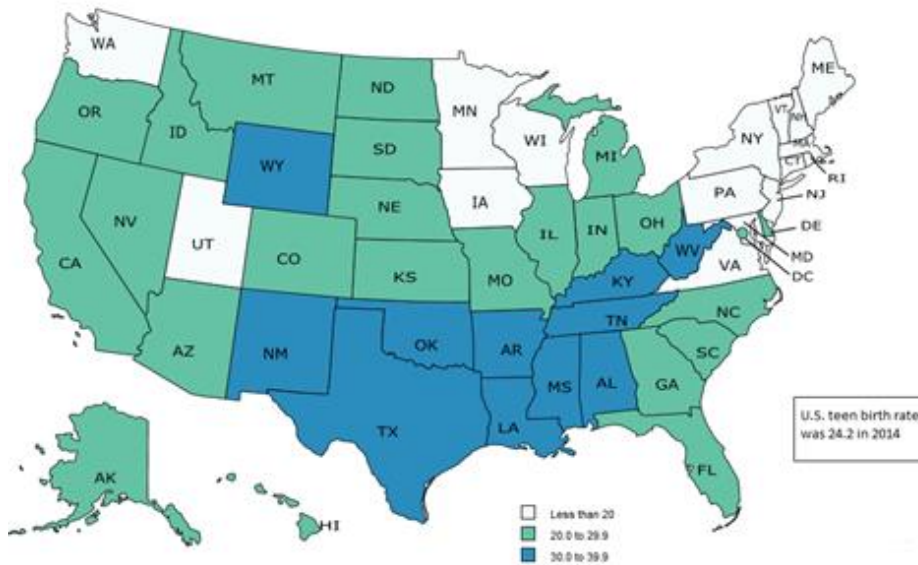 WA
MT
ND
MN
ME
OR
ID
SD
WI
MI
NY
VT
NH
MA
CT
RI
WY
NE
IA
PA
NJ
NV
UT
CO
IL
IN
OH
DE
MD
DC
CA
KS
MO
WV
VA
KY
AZ
NM
OK
AR
TN
NC
SC
TX
LA
MS
AL
GA
FL
AK
HI
U.S. teen birth rate
was 24.2 in 2014
Less than 20
20.0 to 29.9
30.0 to 39.9